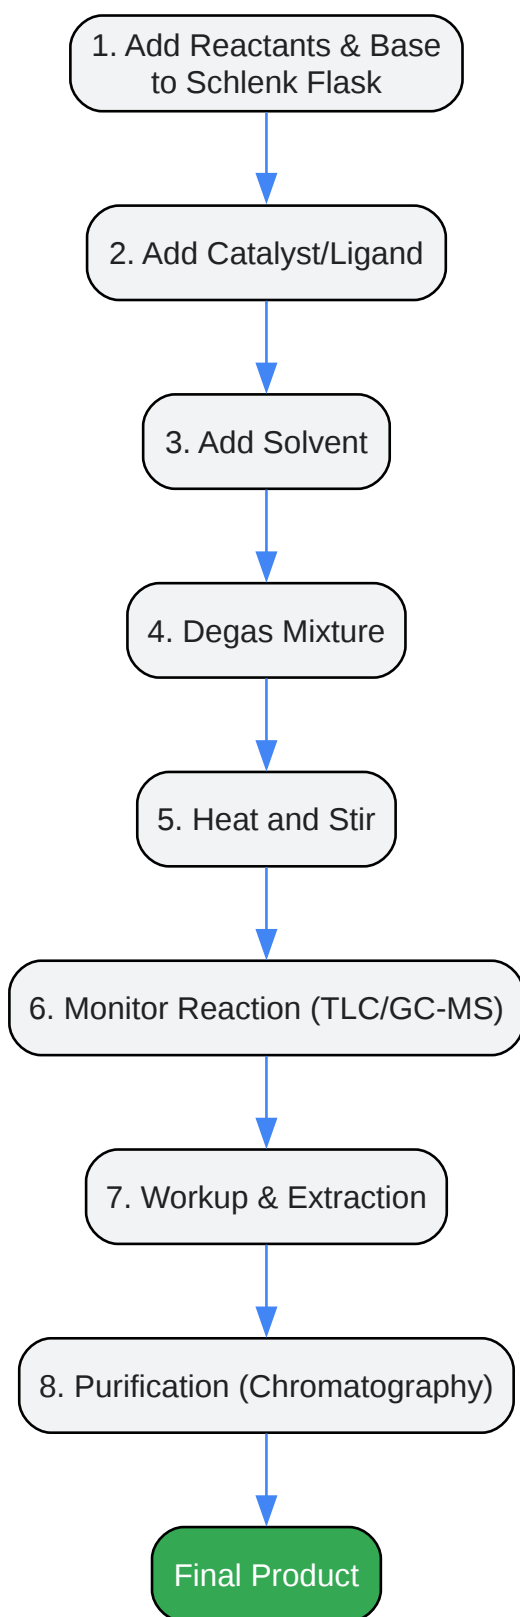 1. Add Reactants & Base
to Schlenk Flask
2. Add Catalyst/Ligand
3. Add Solvent
4. Degas Mixture
5. Heat and Stir
6. Monitor Reaction (TLC/GC-MS)
7. Workup & Extraction
8. Purification (Chromatography)
Final Product